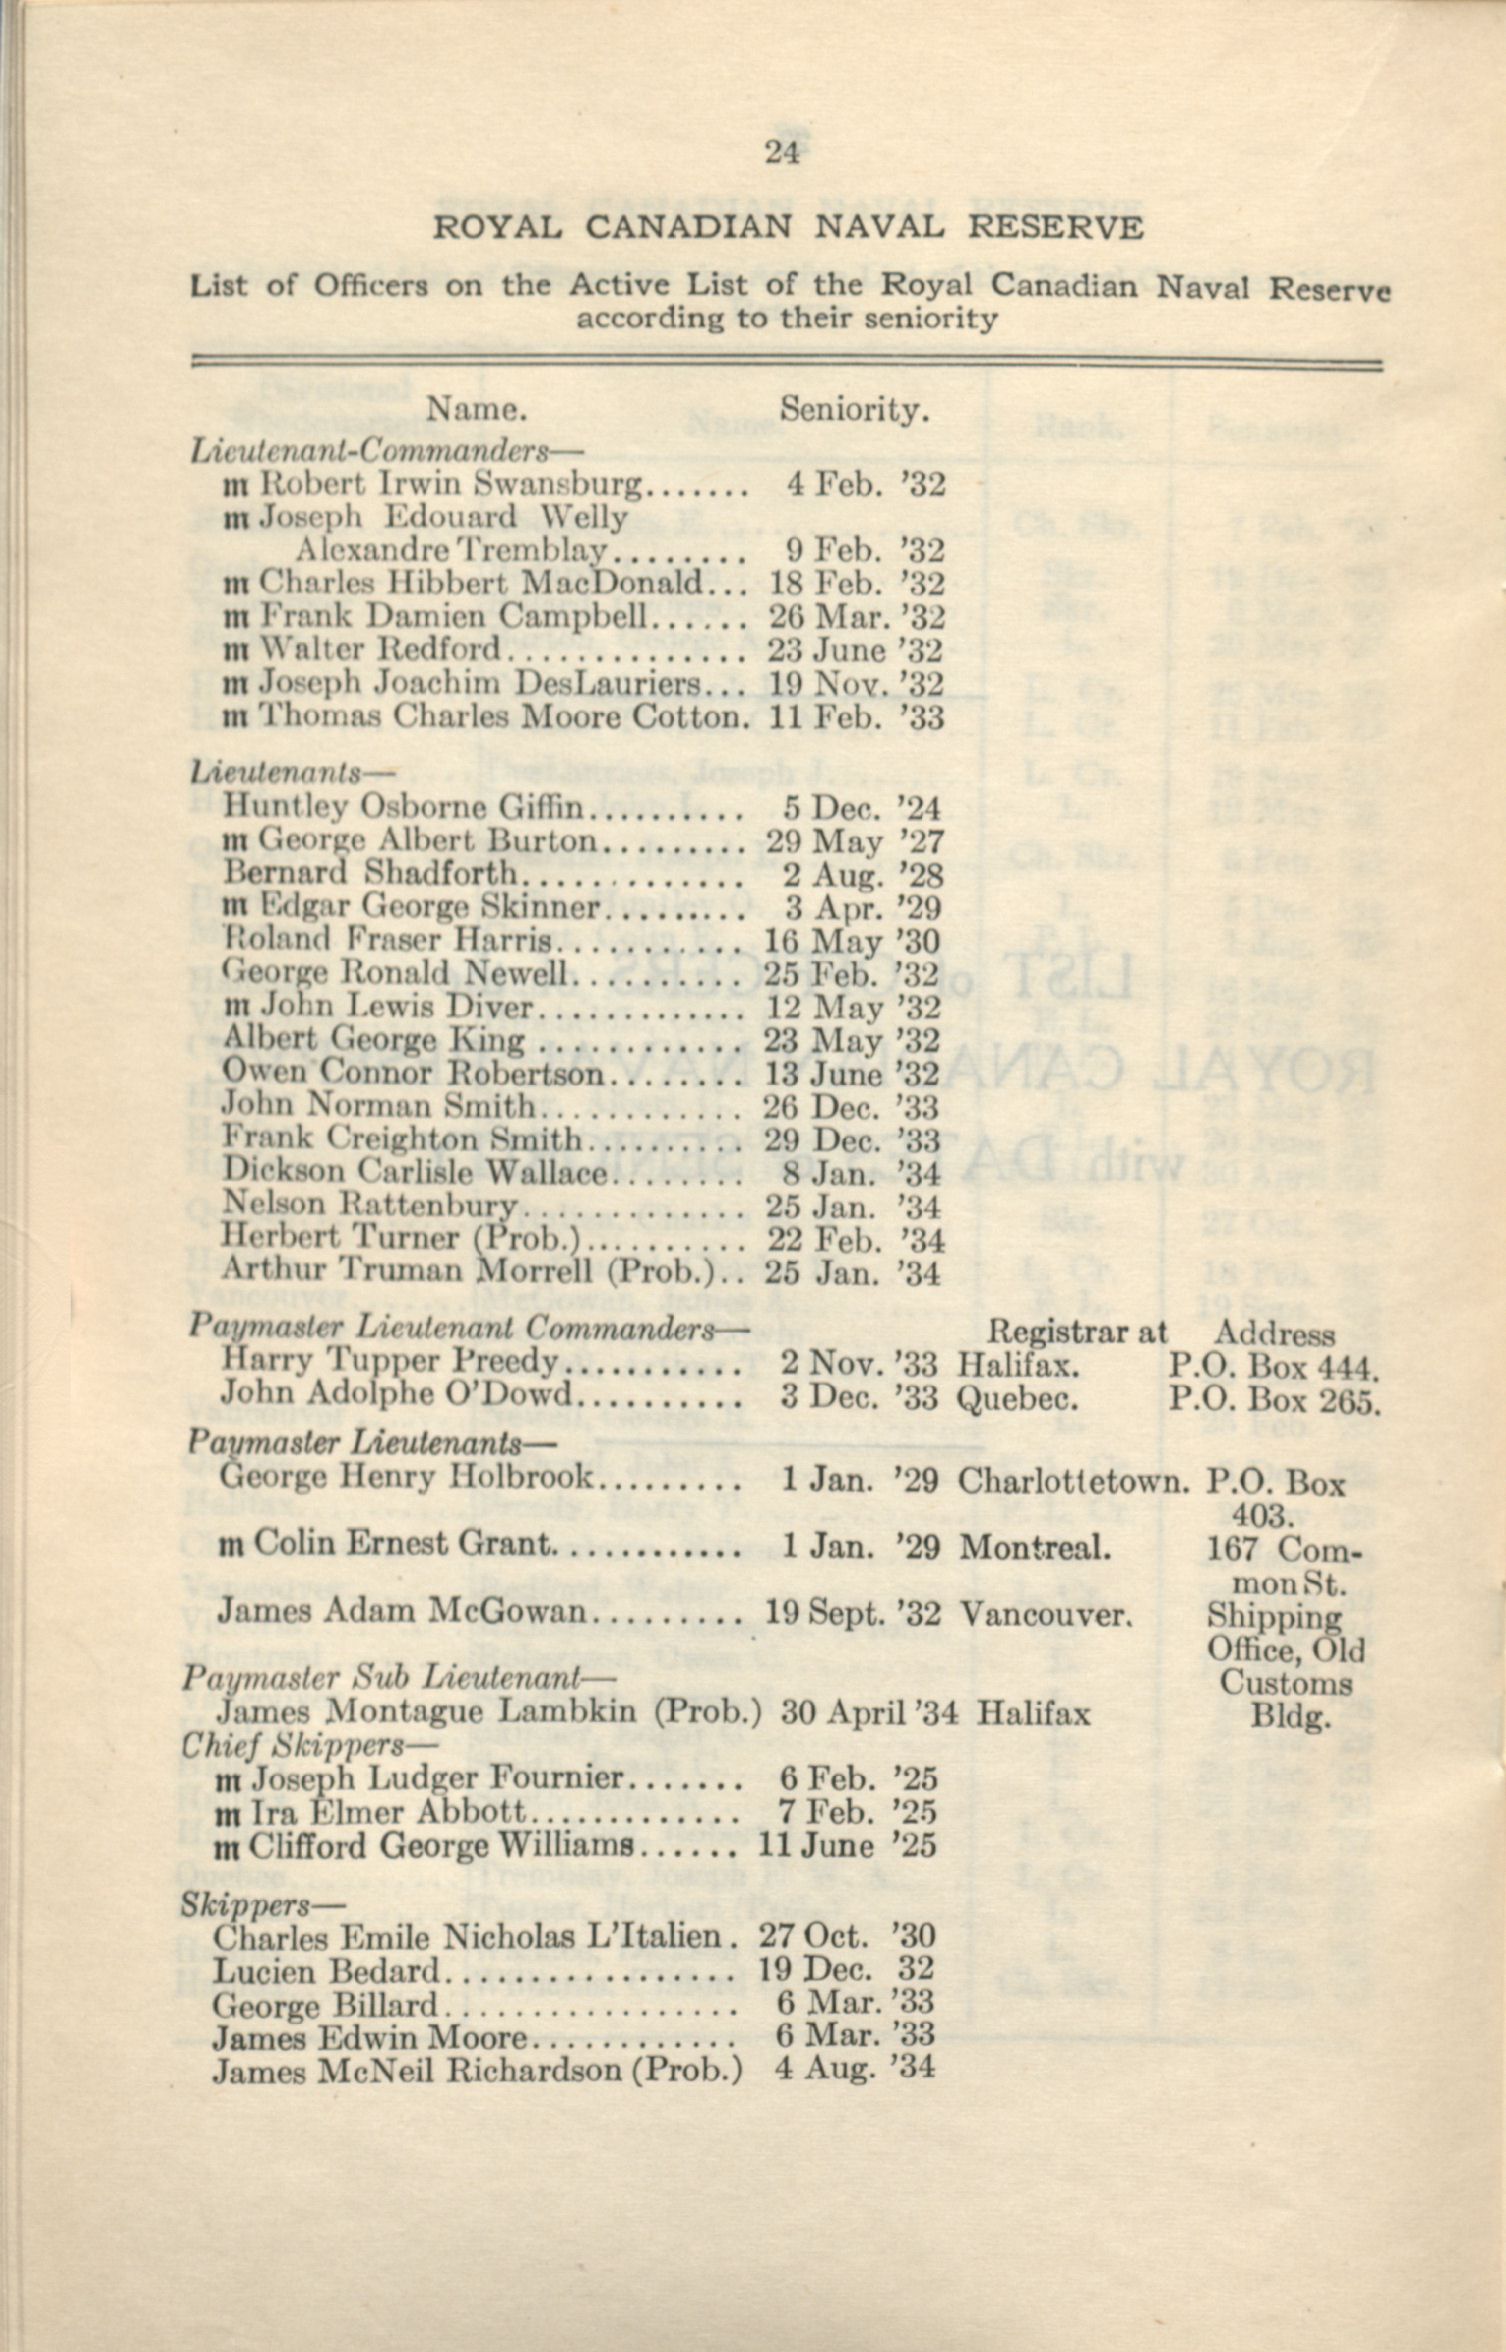 24
ROYAL CANADIAN NAVAL RESERVE
List of Officers on the Active List of the Royal Canadian Naval Reserve
according to their seniority
Name. Seniority.
Lieutenant-Commanders—
m Robert Irwin Swansburg....... 4 Feb. '32
m Joseph Edouard Welly
Alexandre Tremblay........ 9 Feb. '32
m Charles Hibbert MacDonald... 18 Feb. '32
m Frank Damien Campbell...... 26 Mar. '32
m Walter Redford............... 23 June '32
m Joseph Joachim DesLauriers... 19 Nov. '32
m Thomas Charles Moore Cotton. 11 Feb. '33
Lieutenants—
Huntley Osborne Giffin........... 5 Dec. '24
m George Albert Burton.......... 29 May '27
Bernard Shadforth.............. 2 Aug. '28
m Edgar George Skinner.......... 3 Apr. '29
Roland Fraser Harris............ 16 May '30
George Ronald Newell............ 25 Feb. '32
m John Lewis Diver.............. 12 May '32
Albert George King ............. 23 May '32
Owen Connor Robertson........ 13 June '32
John Norman Smith............. 26 Dec. '33
Frank Creighton Smith........... 29 Dec. '33
Dickson Carlisle Wallace......... 8 Jan. '34
Nelson Rattenbury.............. 25 Jan. '34
Herbert Turner (Prob.).......... 22 Feb. '34
Arthur Truman Morrell (Prob.).. 25 Jan. '34
Paymaster Lieutenant Commanders— Registrar at Address
Harry Tupper Preedy........... 2 Nov. '33 Halifax. P.O. Box 444.
John Adolphe O'Dowd.......... 3 Dec. '33 Quebec. P.O. Box 265.
Paymaster Lieutenants—
George Henry Holbrook......... 1 Jan. '29 Charlottetown. P.O. Box
403.
m Colin Ernest Grant............. 1 Jan. '29 Montreal. 167 Com-
mon St.
James Adam McGowan......... 19 Sept. '32 Vancouver. Shipping
Office, Old
Paymaster Sub Lieutenant— Customs
James Montague Lambkin (Prob.) 30 April '34 Halifax Bldg.
Chief Skippers—
m Joseph Ludger Fournier....... 6 Feb. '25
m Ira Elmer Abbott............. 7 Feb. '25
m Clifford George Williams...... 11 June '25
Skippers—
Charles Emile Nicholas L'Italien. 27 Oct. '30
Lucien Bedard.................. 19 Dec. 32
George Billard.................. 6 Mar. '33
James Edwin Moore............. 6 Mar. '33
James McNeil Richardson (Prob.) 4 Aug. '34